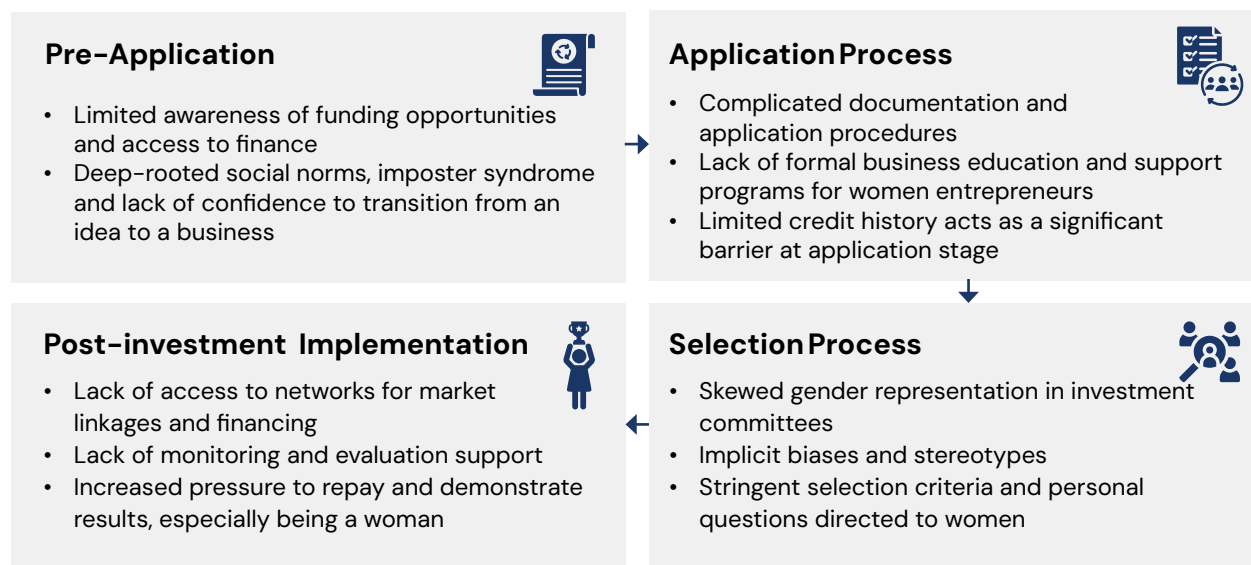 Pre-Application
• Limited awareness of funding opportunities
and access to finance
• Deep-rooted social norms, imposter syndrome
and lack of confidence to transition from an
idea to a business
Application Process
• Complicated documentation and
application procedures
• Lack of formal business education and support
programs for women entrepreneurs
• Limited credit history acts as a significant
barrier at application stage
Selection Process
• Skewed gender representation in investment
committees
• Implicit biases and stereotypes
• Stringent selection criteria and personal
questions directed to women
Post-investment Implementation
• Lack of access to networks for market
linkages and financing
• Lack of monitoring and evaluation support
• Increased pressure to repay and demonstrate
results, especially being a woman